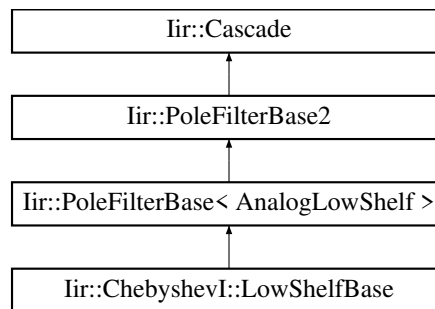 Iir::Cascade
Iir::PoleFilterBase2
Iir::PoleFilterBase< AnalogLowShelf >
Iir::ChebyshevI::LowShelfBase